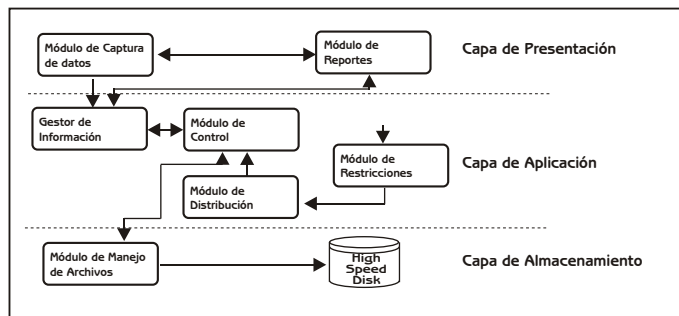 Módulo de Captura
de datos
Módulo de
Reportes
Capa de Presentación
Gestor de
Información
Módulo de
Control
Módulo de
Restricciones
Capa de Aplicación
Módulo de
Distribución
Módulo de Manejo
de Archivos
High
Speed
Disk
Capa de Almacenamiento